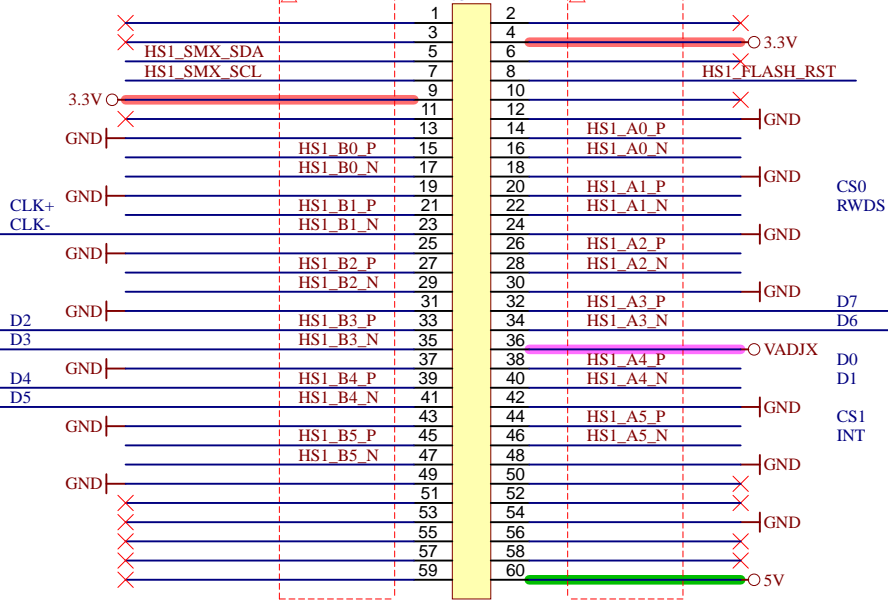 1 2
3 4 3.3V
HS1_SMX_SDA 5 6
HS1_SMX_SCL 7 8 HS1_FLASH_RST
3.3V 9 10
11 12 GND
GND 13 14 HS1_A0_P
HS1_B0_P 15 16 HS1_A0_N
HS1_B0_N 17 18 GND
GND 19 20 HS1_A1_P CS0
CLK+ HS1_B1_P 21 22 HS1_A1_N RWDS
CLK- HS1_B1_N 23 24 GND
GND 25 26 HS1_A2_P
HS1_B2_P 27 28 HS1_A2_N
HS1_B2_N 29 30 GND
GND 31 32 HS1_A3_P D7
D2 HS1_B3_P 33 34 HS1_A3_N D6
D3 HS1_B3_N 35 36 VADJX
GND 37 38 HS1_A4_P D0
D4 HS1_B4_P 39 40 HS1_A4_N D1
D5 HS1_B4_N 41 42 GND
GND 43 44 HS1_A5_P CS1
HS1_B5_P 45 46 HS1_A5_N INT
HS1_B5_N 47 48 GND
GND 49 50
51 52
53 54 GND
55 56
57 58
59 60 5V